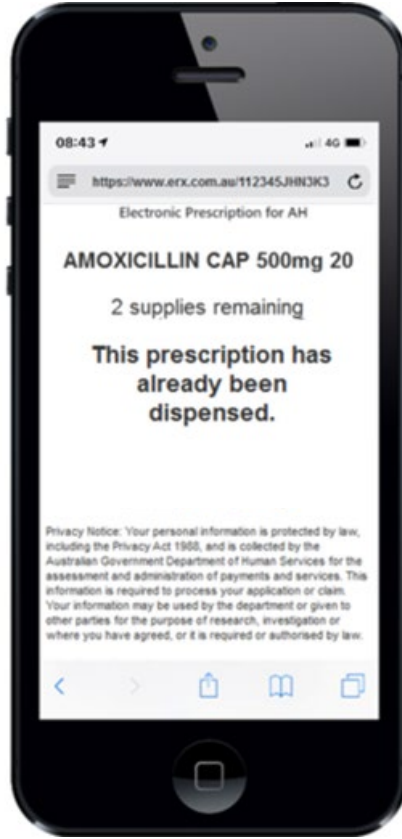 08:43
4G
https://www.erx.com.au/112345JHN3K3
Electronic Prescription for AH
AMOXICILLIN CAP 500mg 20
2 supplies remaining
This prescription has
already been
dispensed.
Privacy Notice: Your personal information is protected by law,
including the Privacy Act 1988, and is collected by the
Australian Government Department of Human Services for the
assessment and administration of payments and services. This
information is required to process your application or claim.
Your information may be used by the department or given to
other parties for the purpose of research, investigation or
where you have agreed, or it is required or authorised by law.